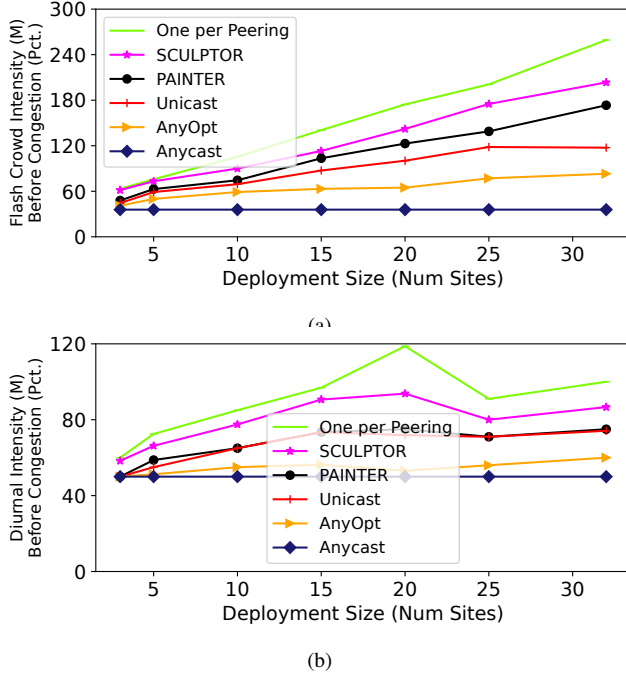 Flash Crowd Intensity (M)
Before Congestion (Pct.)
300
240
180
120
60
0
One per Peering
SCULPTOR
PAINTER
Unicast
AnyOpt
Anycast
5 10 15 20 25 30
Deployment Size (Num Sites)
(a)
Diurnal Intensity (M)
Before Congestion (Pct.)
120
80
40
0
One per Peering
SCULPTOR
PAINTER
Unicast
AnyOpt
Anycast
5 10 15 20 25 30
Deployment Size (Num Sites)
(b)